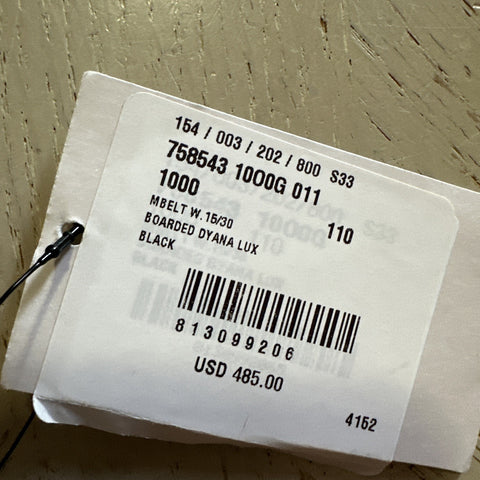 154 / 003 / 202 / 800 S33
758543 1OO0G 011
1000 110
MBELT W. 15/30
BOARDED DYANA LUX
BLACK
813099206
USD 485.00
4152